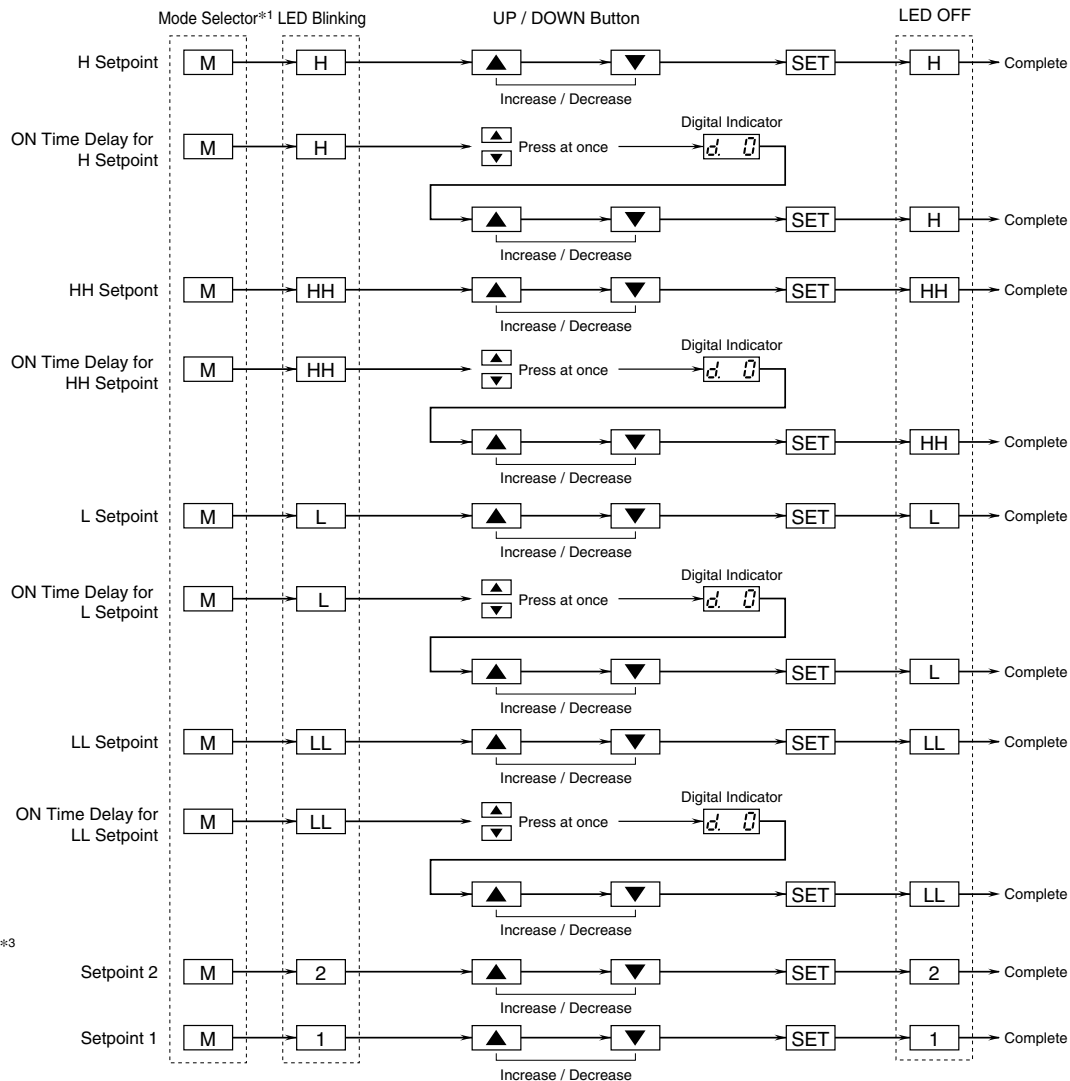 Mode Selector*1 LED Blinking UP / DOWN Button LED OFF
H Setpoint M H ▲ ▼ SET H Complete
Increase / Decrease
ON Time Delay for
H Setpoint M H ▲ ▼ Press at once Digital Indicator d. 0
▲ ▼ SET H Complete
Increase / Decrease
HH Setpont M HH ▲ ▼ SET HH Complete
Increase / Decrease
ON Time Delay for
HH Setpoint M HH ▲ ▼ Press at once Digital Indicator d. 0
▲ ▼ SET HH Complete
Increase / Decrease
L Setpoint M L ▲ ▼ SET L Complete
Increase / Decrease
ON Time Delay for
L Setpoint M L ▲ ▼ Press at once Digital Indicator d. 0
▲ ▼ SET L Complete
Increase / Decrease
LL Setpoint M LL ▲ ▼ SET LL Complete
Increase / Decrease
ON Time Delay for
LL Setpoint M LL ▲ ▼ Press at once Digital Indicator d. 0
▲ ▼ SET LL Complete
Increase / Decrease
*3
Setpoint 2 M 2 ▲ ▼ SET 2 Complete
Increase / Decrease
Setpoint 1 M 1 ▲ ▼ SET 1 Complete
Increase / Decrease